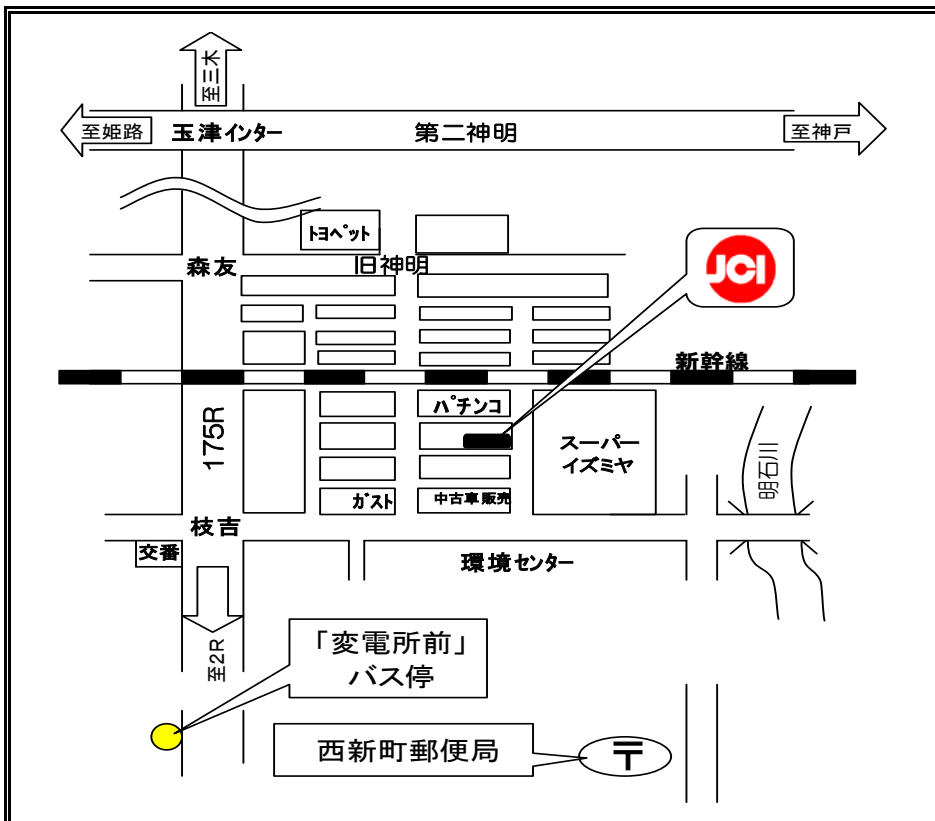 至三木
至姫路
玉津インター
第二神明
至神戸
トヨペット
森友
旧神明
JCI
新幹線
パチンコ
175R
スーパー
イズミヤ
明石川
ガスト
中古車販売
枝吉
交番
環境センター
至2R
「変電所前」
バス停
西新町郵便局
〒